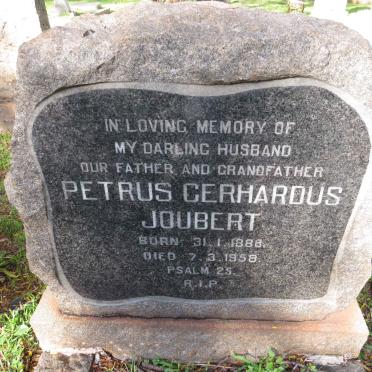 IN LOVING MEMORY OF
MY DARLING HUSBAND
OUR FATHER AND GRANDFATHER
PETRUS GERHARDUS
JOUBERT
BORN 31.1.1888.
DIED 7.3.1958.
PSALM 25.
R.I.P.